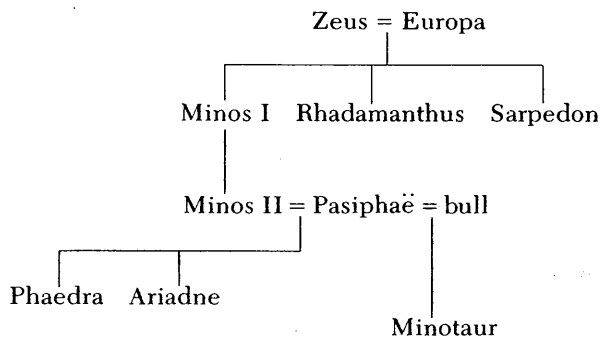 Zeus = Europa
Minos I Rhadamanthus Sarpedon
Minos II = Pasiphaë = bull
Phaedra Ariadne
Minotaur